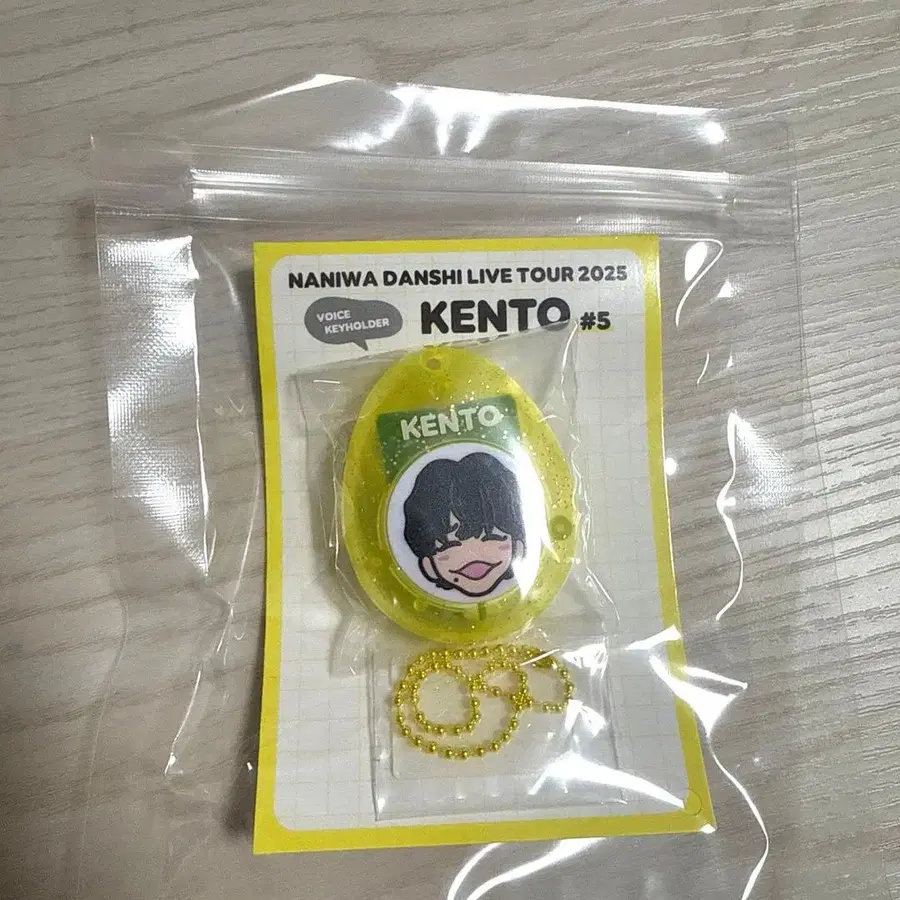 NANIWA DANSHI LIVE TOUR 2025
VOICE
KEYHOLDER
KENTO #5
KENTO